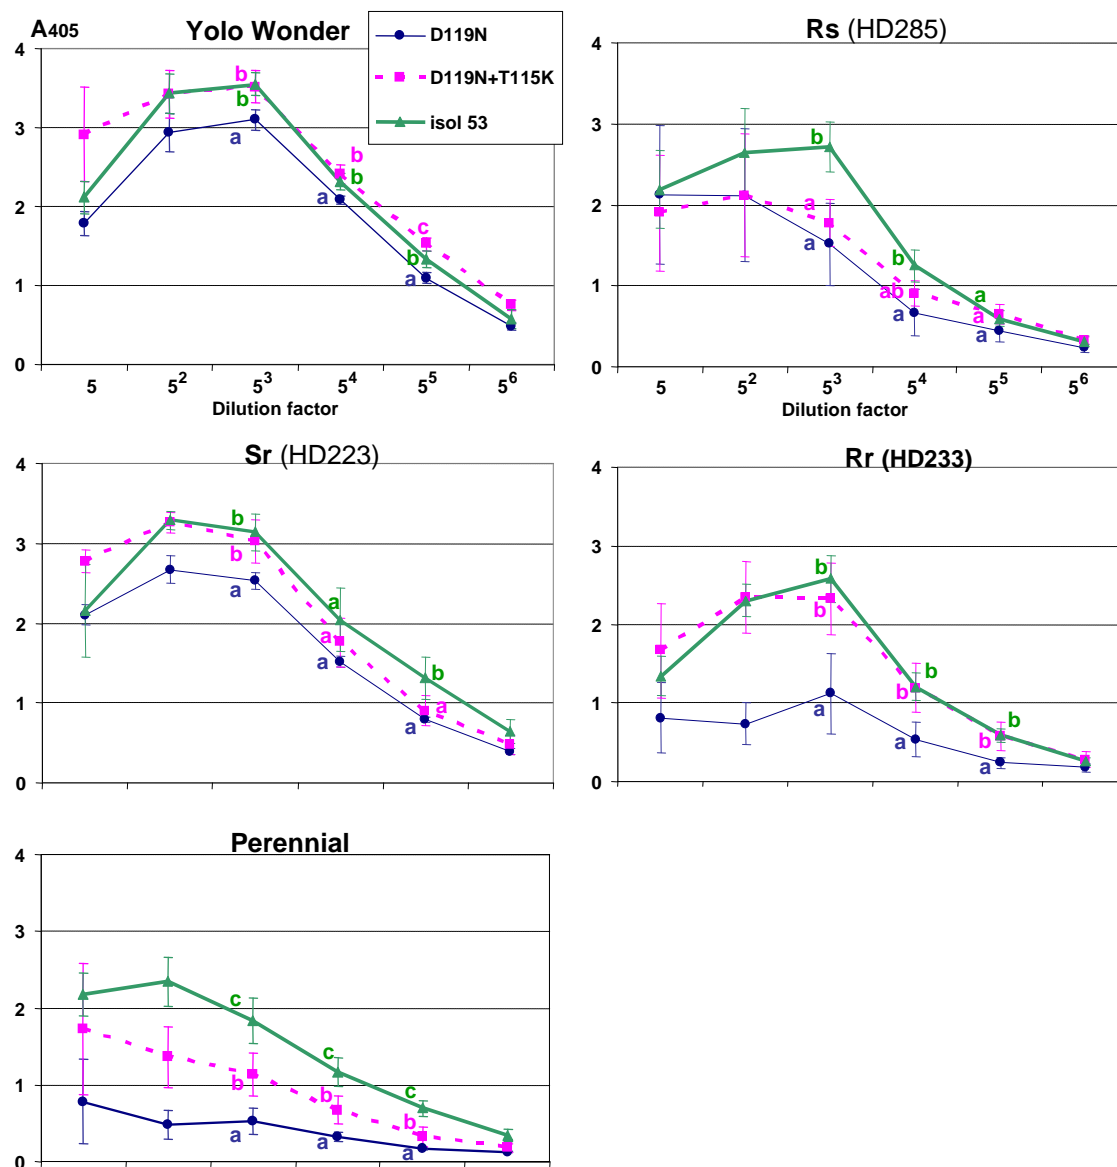 A405
Yolo Wonder
D119N
D119N+T115K
isol 53
4
3
2
1
0
b
b
a
b
b
a
c
b
a
5 5² 5³ 5⁴ 5⁵ 5⁶
Dilution factor
Rs (HD285)
4
3
2
1
0
b
a
a
b
ab
a
a
a
a
5 5² 5³ 5⁴ 5⁵ 5⁶
Dilution factor
Sr (HD223)
4
3
2
1
0
b
b
a
a
a
a
b
a
a
Rr (HD233)
4
3
2
1
0
b
b
a
b
b
a
b
b
a
Perennial
4
3
2
1
0
c
b
a
c
b
a
c
b
a